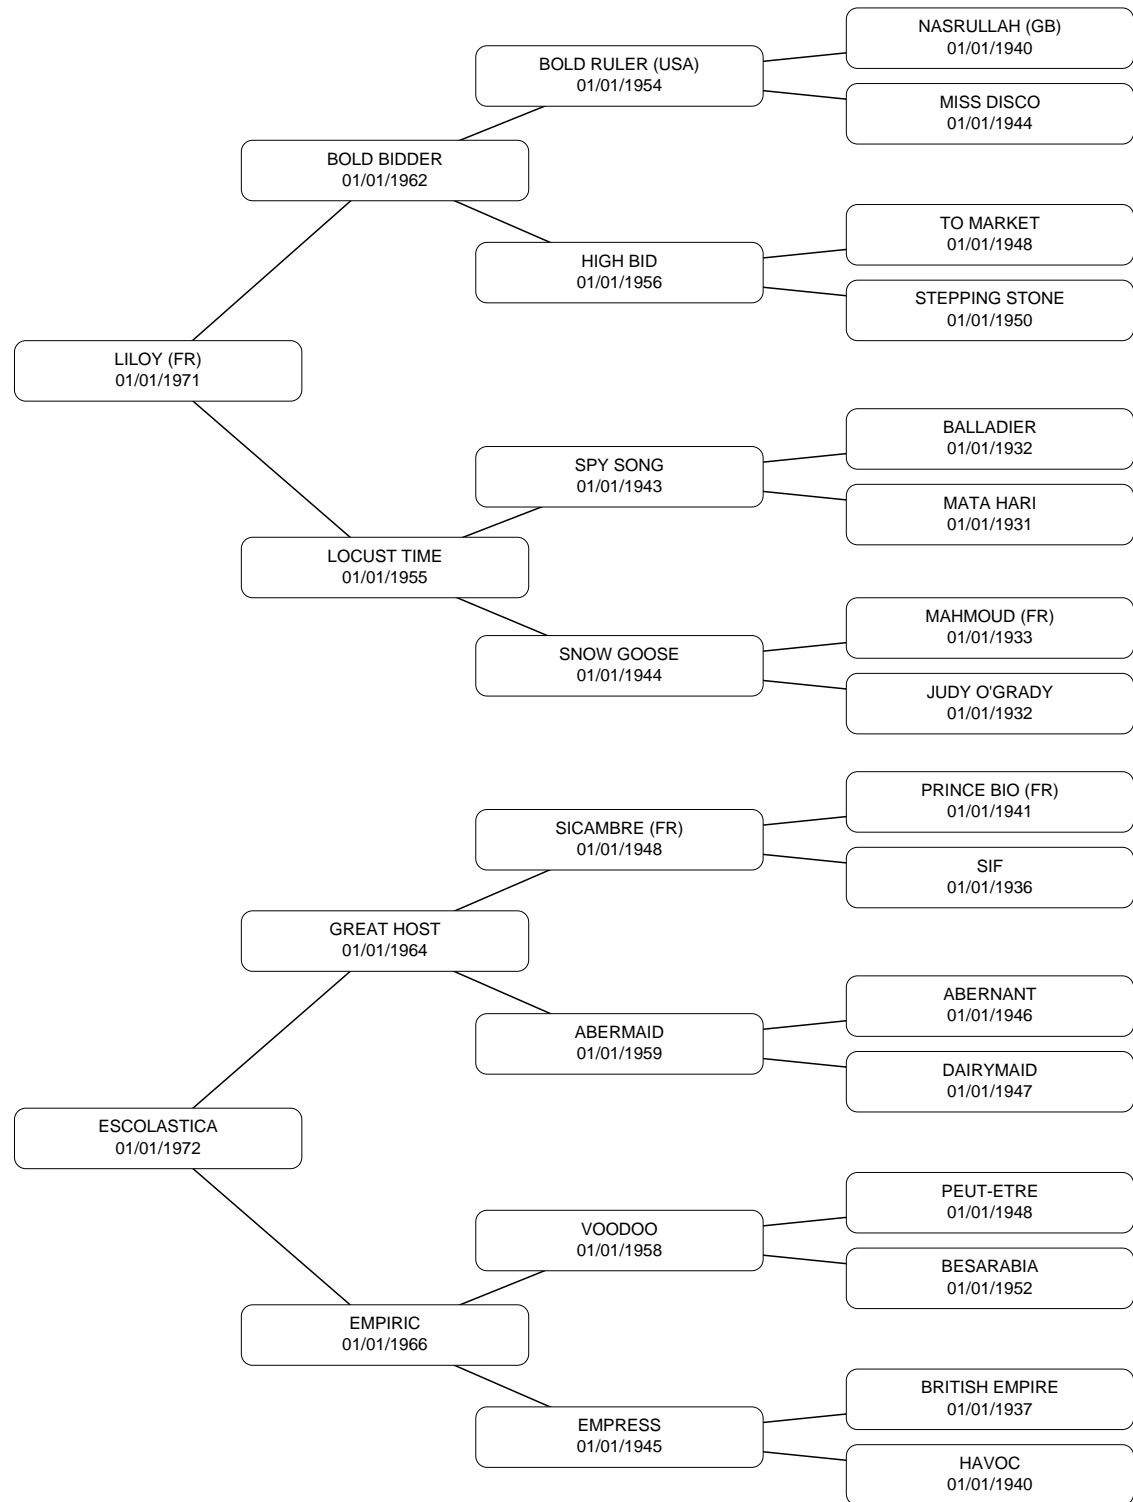 NASRULLAH (GB)
01/01/1940
BOLD RULER (USA)
01/01/1954
MISS DISCO
01/01/1944
BOLD BIDDER
01/01/1962
TO MARKET
01/01/1948
HIGH BID
01/01/1956
STEPPING STONE
01/01/1950
LILOY (FR)
01/01/1971
BALLADIER
01/01/1932
SPY SONG
01/01/1943
MATA HARI
01/01/1931
LOCUST TIME
01/01/1955
MAHMOUD (FR)
01/01/1933
SNOW GOOSE
01/01/1944
JUDY O'GRADY
01/01/1932
PRINCE BIO (FR)
01/01/1941
SICAMBRE (FR)
01/01/1948
SIF
01/01/1936
GREAT HOST
01/01/1964
ABERNANT
01/01/1946
ABERMAID
01/01/1959
DAIRYMAID
01/01/1947
ESCOLASTICA
01/01/1972
PEUT-ETRE
01/01/1948
VOODOO
01/01/1958
BESARABIA
01/01/1952
EMPIRIC
01/01/1966
BRITISH EMPIRE
01/01/1937
EMPRESS
01/01/1945
HAVOC
01/01/1940